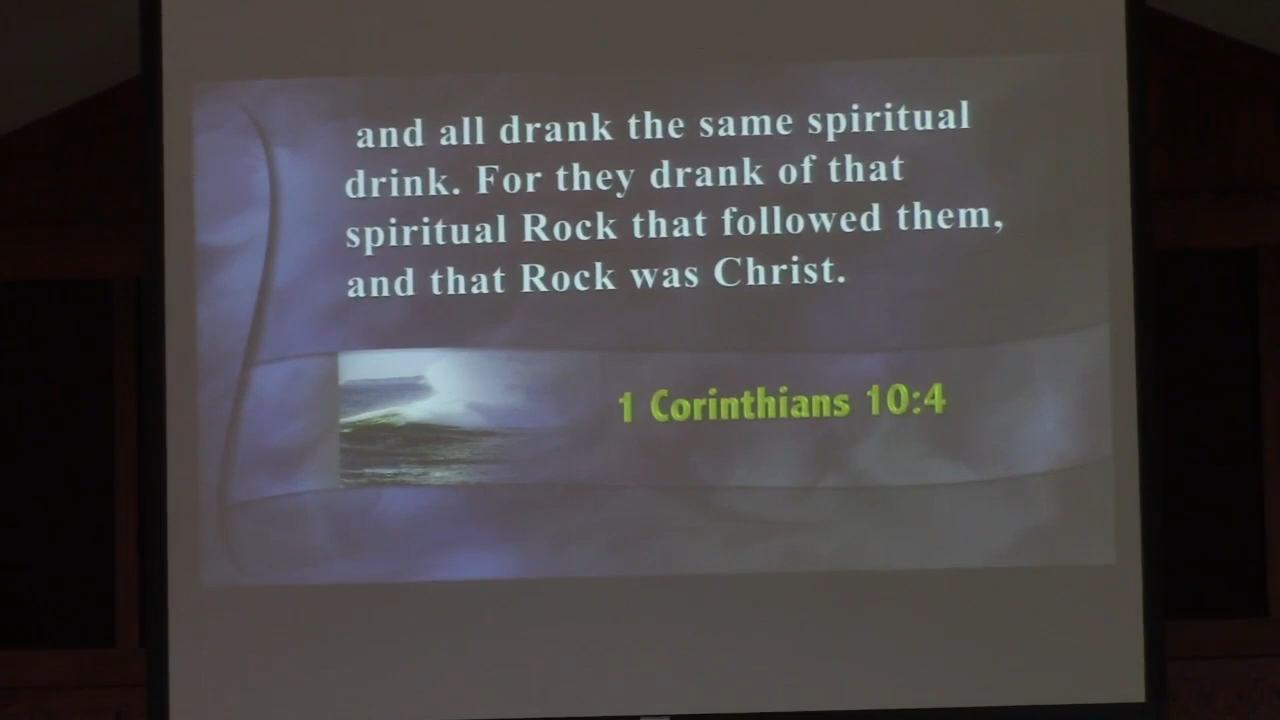 and all drank the same spiritual
drink. For they drank of that
spiritual Rock that followed them,
and that Rock was Christ.
1 Corinthians 10:4